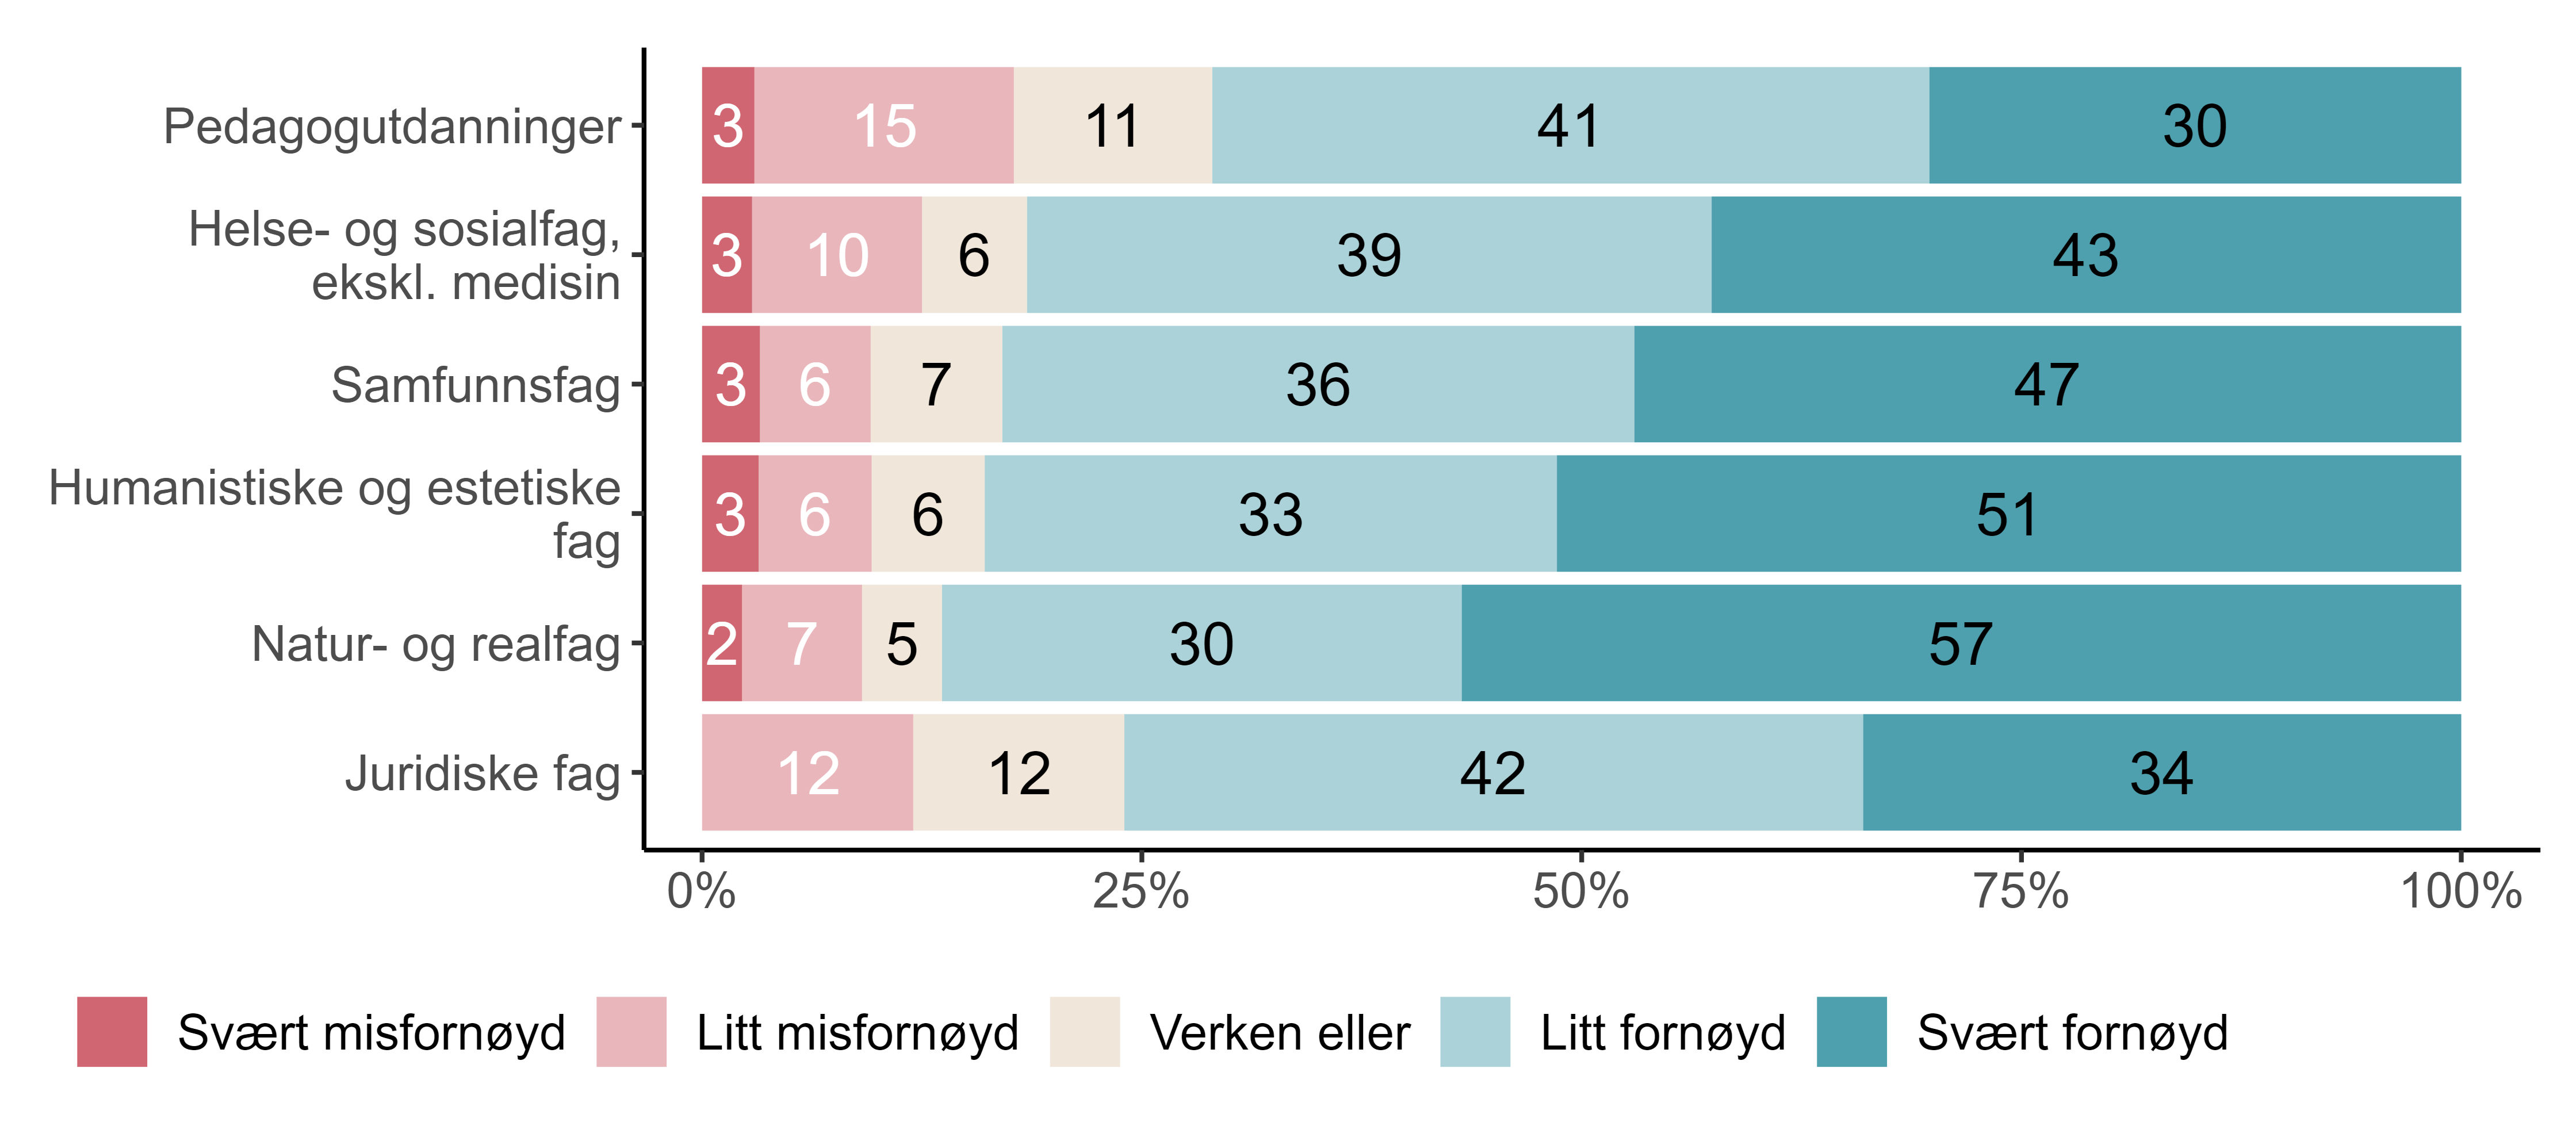 Pedagogutdanninger 3 15 11 41 30
Helse- og sosialfag,
ekskl. medisin 3 10 6 39 43
Samfunnsfag 3 6 7 36 47
Humanistiske og estetiske
fag 3 6 6 33 51
Natur- og realfag 2 7 5 30 57
Juridiske fag 12 12 42 34
0% 25% 50% 75% 100%
Svært misfornøyd Litt misfornøyd Verken eller Litt fornøyd Svært fornøyd